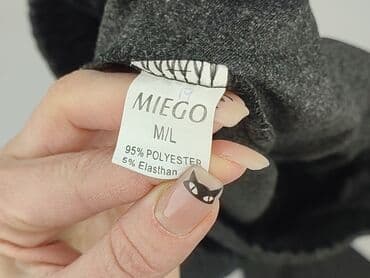 MIEGO
M/L
95% POLYESTER
5% Elasthan